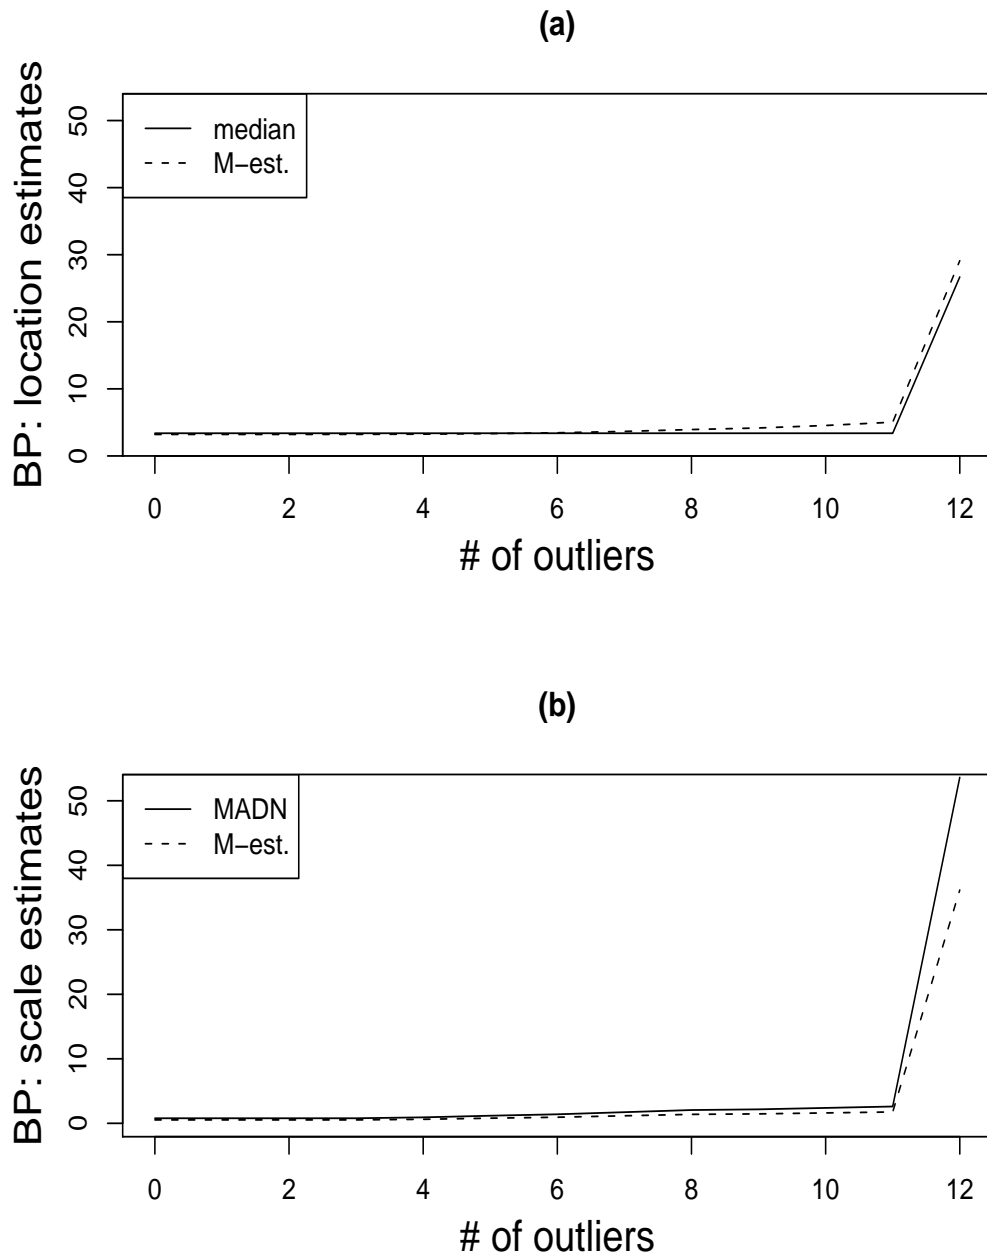 (a)
BP: location estimates
50
40
30
20
10
0
median
M−est.
0 2 4 6 8 10 12
# of outliers
(b)
BP: scale estimates
50
40
30
20
10
0
MADN
M−est.
0 2 4 6 8 10 12
# of outliers